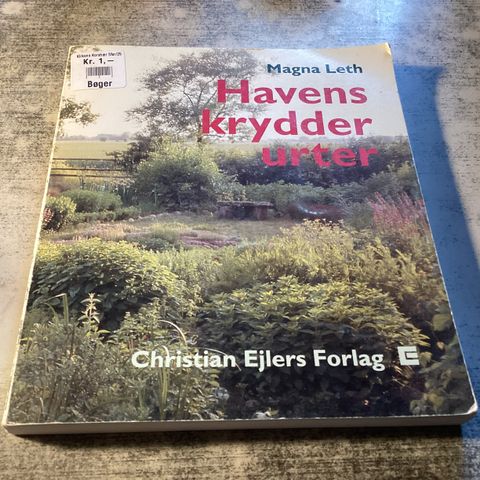 Kr. 1,—
Bøger
Magna Leth
Havens
krydder
urter
Christian Ejlers Forlag